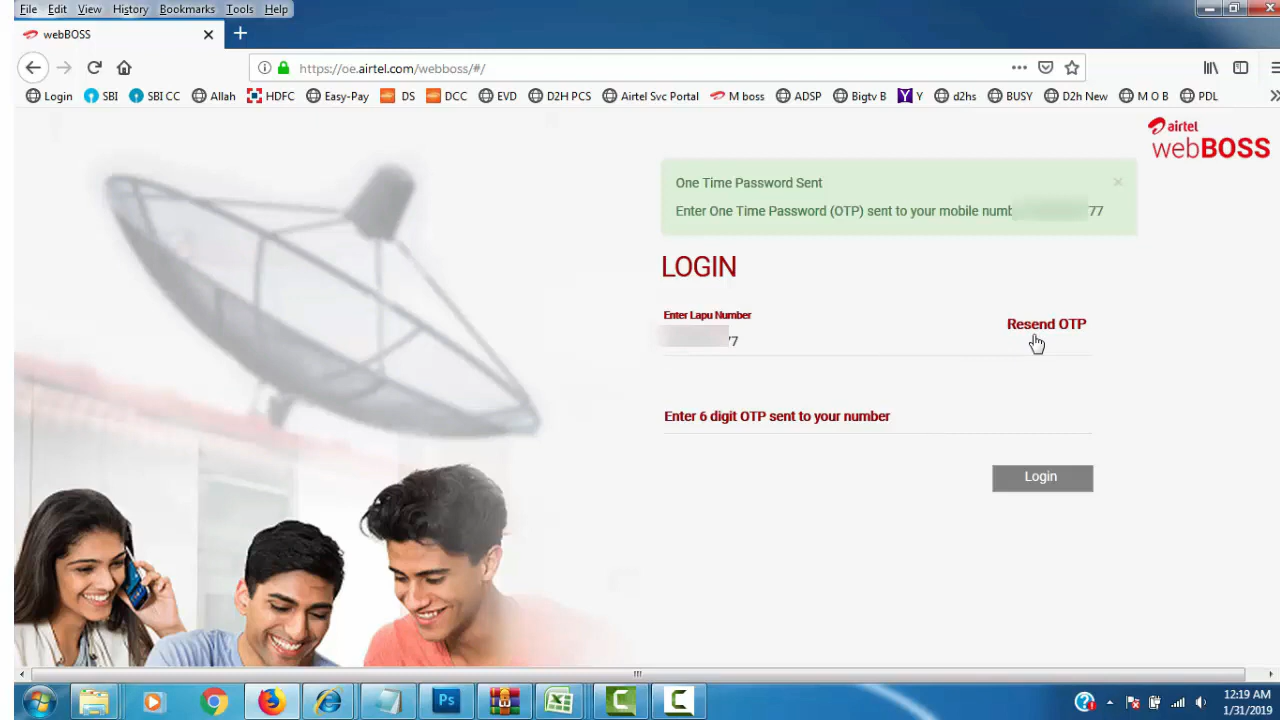 File Edit View History Bookmarks Tools Help
webBOSS
https://oe.airtel.com/webboss/#/
Login SBI SBI CC Allah HDFC Easy-Pay DS DCC EVD D2H PCS Airtel Svc Portal M boss ADSP Bigtv B Y d2hs BUSY D2h New M O B PDL
airtel
webBOSS
One Time Password Sent
Enter One Time Password (OTP) sent to your mobile 77
LOGIN
Enter Lapu Number
Resend OTP
77
Enter 6 digit OTP sent to your number
Login
Ps
12:19 AM
1/31/2019